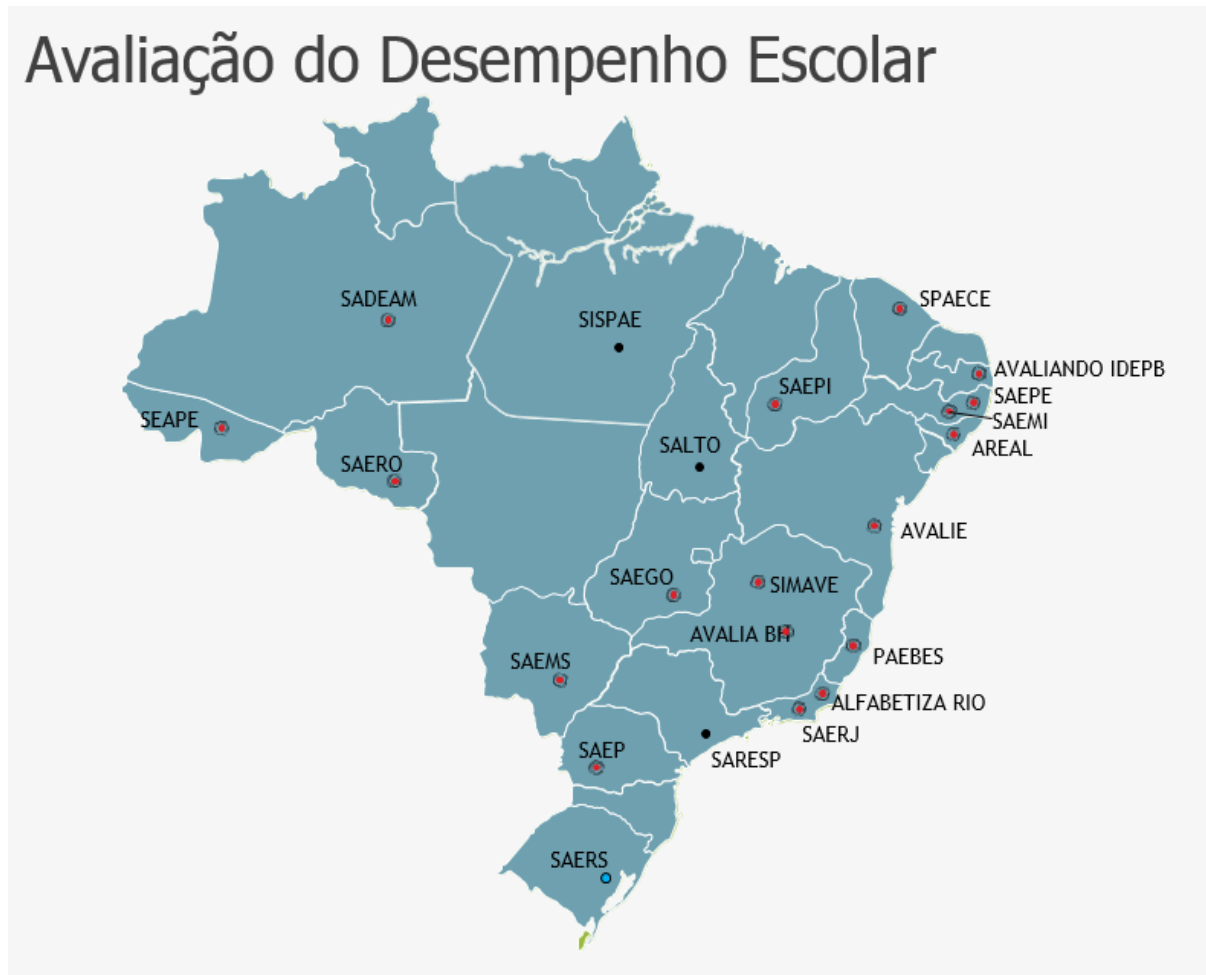 Avaliação do Desempenho Escolar
SADEAM
SISPAE
SPAECE
AVALIANDO IDEPB
SAEPI
SAEPE
SEAPE
SAEMI
SALTO
AREAL
SAERO
AVALIE
SAEGO
SIMAVE
AVALIA BH
PAEBES
SAEMS
ALFABETIZA RIO
SAERJ
SAEP
SARESP
SAERS